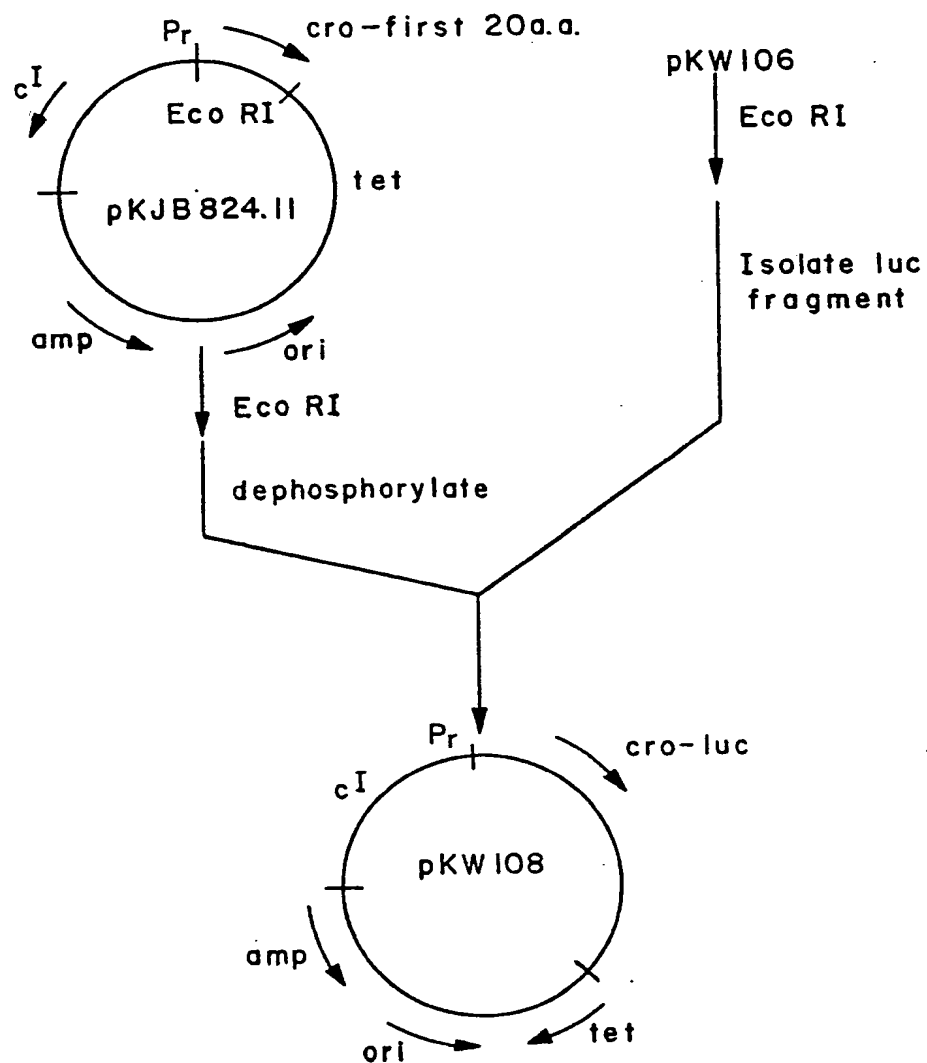 Pr
cro-first 20a.a.
cI
Eco RI
tet
pKJB824.11
amp
ori
Eco RI
dephosphorylate
pKW106
Eco RI
Isolate luc
fragment
Pr
cro-luc
cI
pKW108
amp
ori
tet